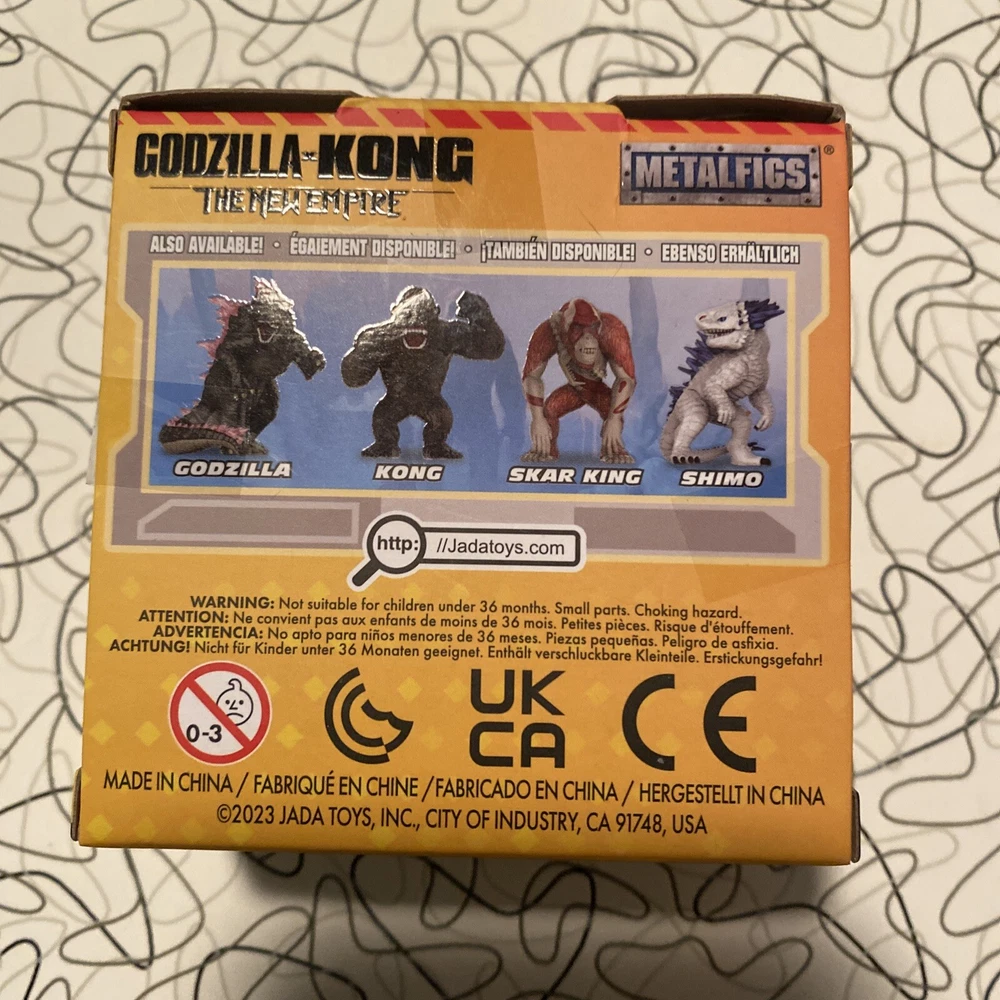 GODZILLA × KONG
THE NEW EMPIRE
METALFIGS®
ALSO AVAILABLE! • ÉGAIEMENT DISPONIBLE! • ¡TAMBIÉN DISPONIBLE! • EBENSO ERHÄLTLICH
GODZILLA
KONG
SKAR KING
SHIMO
http: //Jadatoys.com
WARNING: Not suitable for children under 36 months. Small parts. Choking hazard.
ATTENTION: Ne convient pas aux enfants de moins de 36 mois. Petites pièces. Risque d'étouffement.
ADVERTENCIA: No apto para niños menores de 36 meses. Piezas pequeñas. Peligro de asfixia.
ACHTUNG! Nicht für Kinder unter 36 Monaten geeignet. Enthält verschluckbare Kleinteile. Erstickungsgefahr!
0-3
UK
CA
CE
MADE IN CHINA / FABRIQUÉ EN CHINE / FABRICADO EN CHINA / HERGESTELLT IN CHINA
©2023 JADA TOYS, INC., CITY OF INDUSTRY, CA 91748, USA